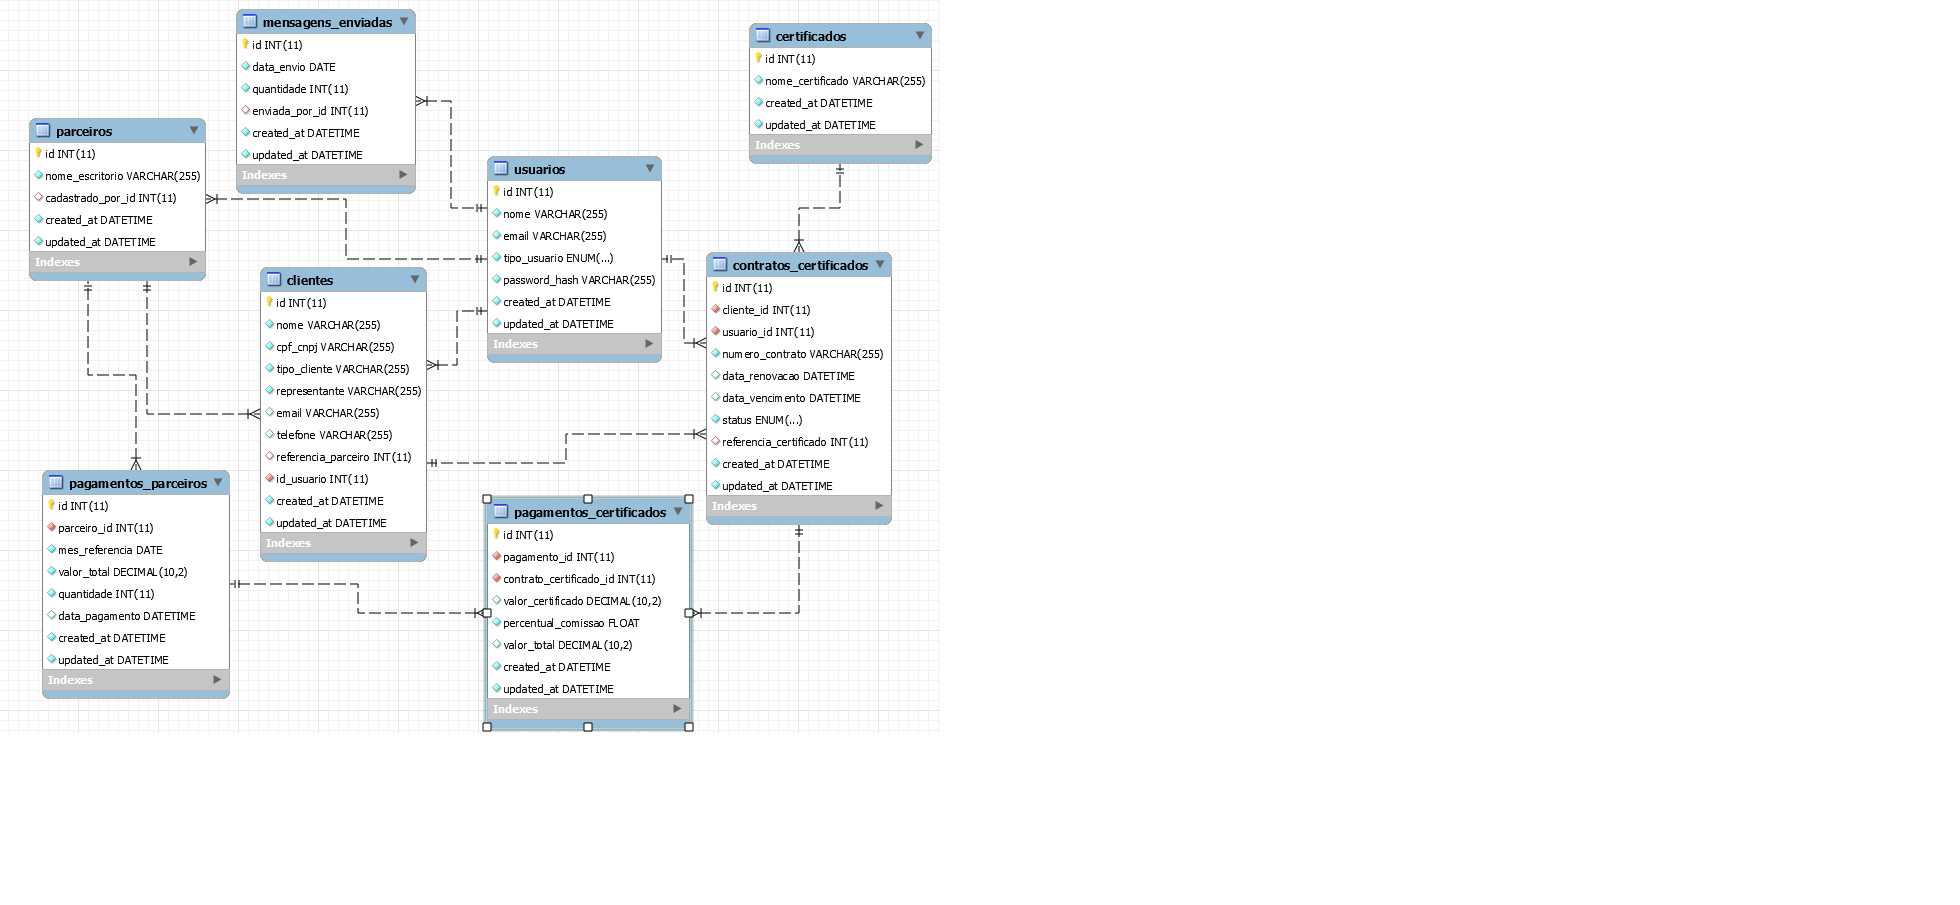 mensagens_enviadas
id INT(11)
data_envio DATE
quantidade INT(11)
enviada_por_id INT(11)
created_at DATETIME
updated_at DATETIME
Indexes
certificados
id INT(11)
nome_certificado VARCHAR(255)
created_at DATETIME
updated_at DATETIME
Indexes
parceiros
id INT(11)
nome_escritorio VARCHAR(255)
cadastrado_por_id INT(11)
created_at DATETIME
updated_at DATETIME
Indexes
usuarios
id INT(11)
nome VARCHAR(255)
email VARCHAR(255)
tipo_usuario ENUM(...)
password_hash VARCHAR(255)
created_at DATETIME
updated_at DATETIME
Indexes
clientes
id INT(11)
nome VARCHAR(255)
cpf_cnpj VARCHAR(255)
tipo_cliente VARCHAR(255)
representante VARCHAR(255)
email VARCHAR(255)
telefone VARCHAR(255)
referencia_parceiro INT(11)
id_usuario INT(11)
created_at DATETIME
updated_at DATETIME
Indexes
contratos_certificados
id INT(11)
cliente_id INT(11)
usuario_id INT(11)
numero_contrato VARCHAR(255)
data_renovacao DATETIME
data_vencimento DATETIME
status ENUM(...)
referencia_certificado INT(11)
created_at DATETIME
updated_at DATETIME
Indexes
pagamentos_parceiros
id INT(11)
parceiro_id INT(11)
mes_referencia DATE
valor_total DECIMAL(10,2)
quantidade INT(11)
data_pagamento DATETIME
created_at DATETIME
updated_at DATETIME
Indexes
pagamentos_certificados
id INT(11)
pagamento_id INT(11)
contrato_certificado_id INT(11)
valor_certificado DECIMAL(10,2)
percentual_comissao FLOAT
valor_total DECIMAL(10,2)
created_at DATETIME
updated_at DATETIME
Indexes